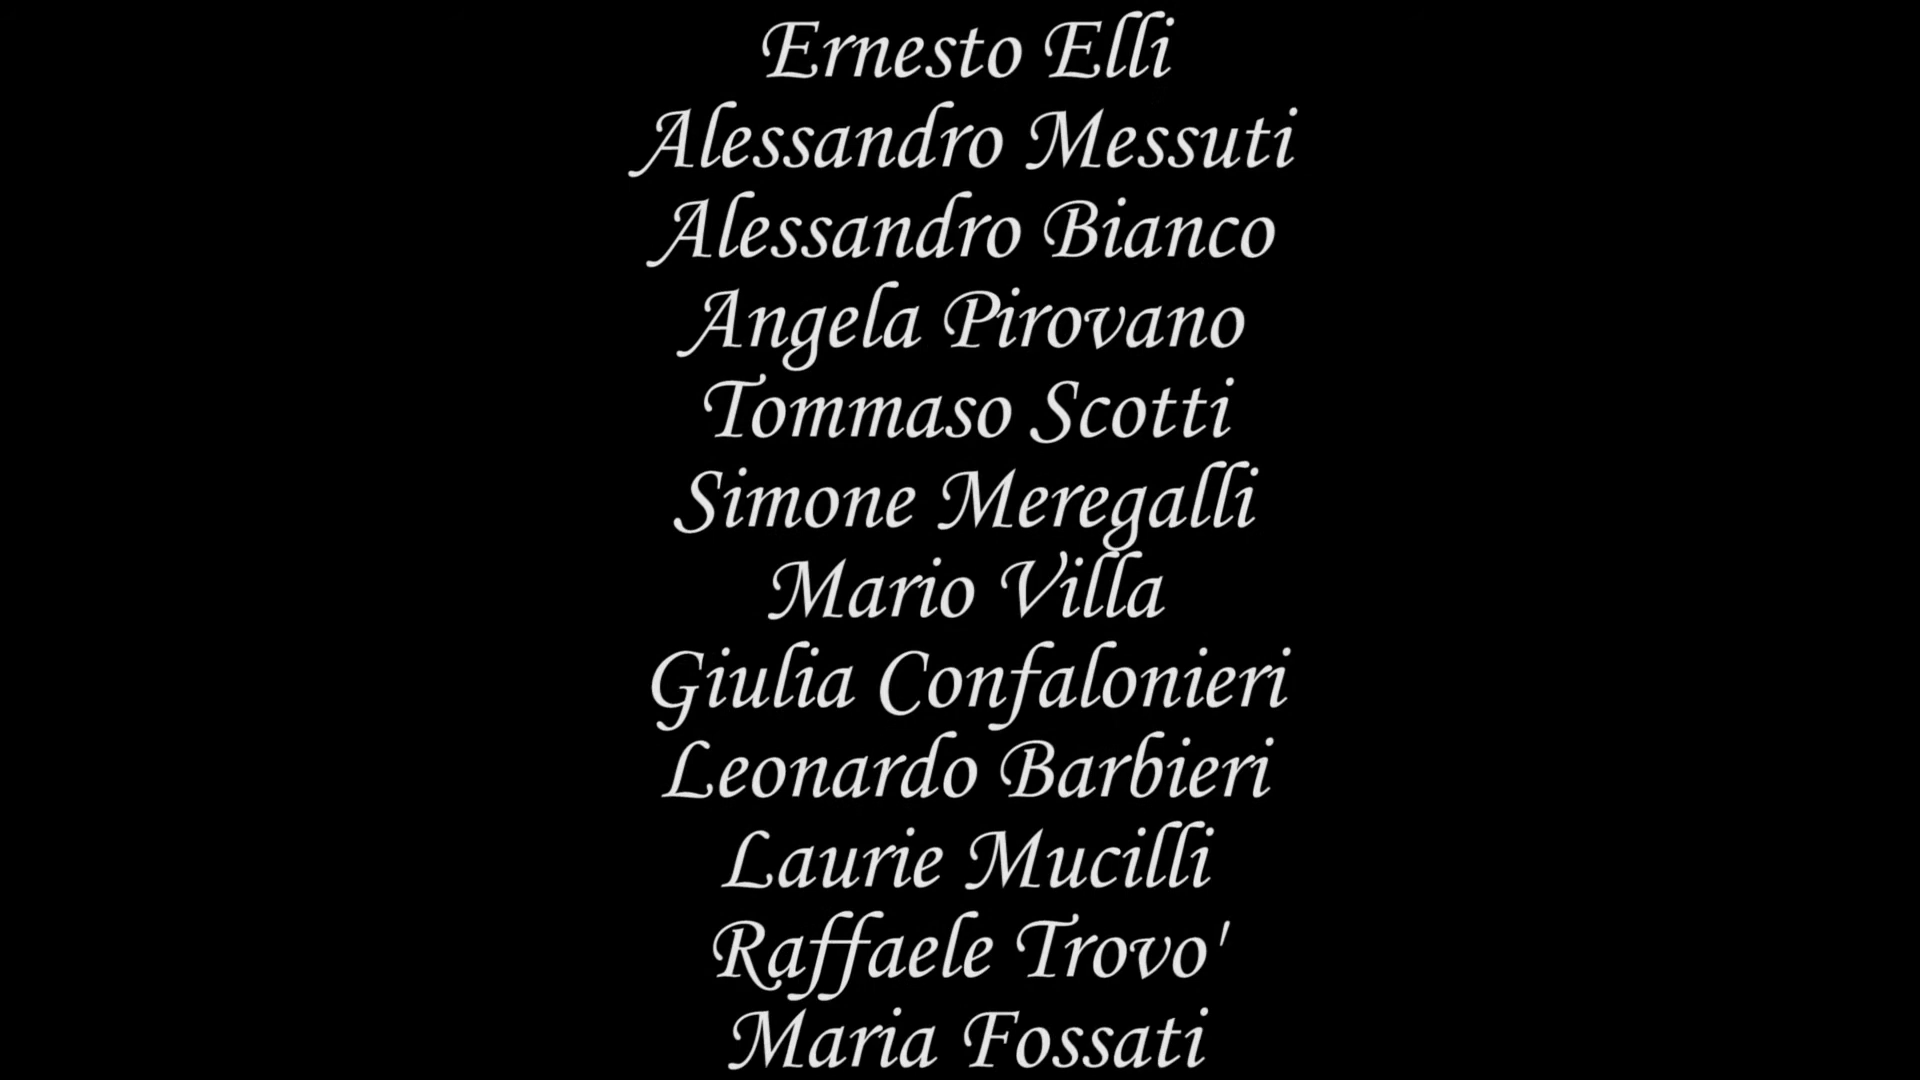 Ernesto Elli
Alessandro Messuti
Alessandro Bianco
Angela Pirovano
Tommaso Scotti
Simone Meregalli
Mario Villa
Giulia Confalonieri
Leonardo Barbieri
Laurie Mucilli
Raffaele Trovo'
Maria Fossati